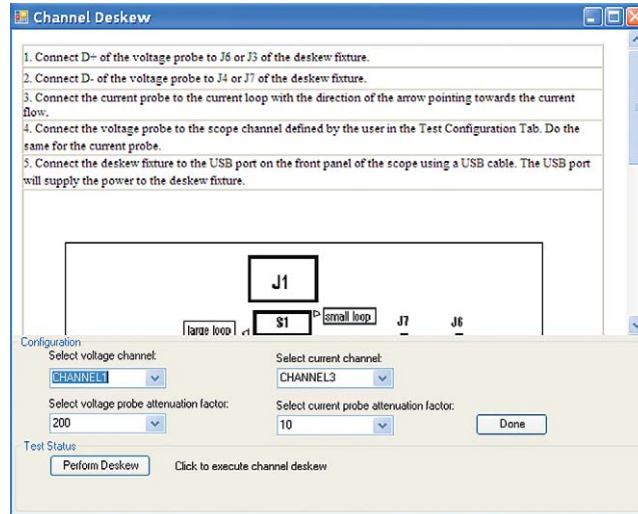 Channel Deskew
1. Connect D+ of the voltage probe to J6 or J3 of the deskew fixture.
2. Connect D- of the voltage probe to J4 or J7 of the deskew fixture.
3. Connect the current probe to the current loop with the direction of the arrow pointing towards the current
flow.
4. Connect the voltage probe to the scope channel defined by the user in the Test Configuration Tab. Do the
same for the current probe.
5. Connect the deskew fixture to the USB port on the front panel of the scope using a USB cable. The USB port
will supply the power to the deskew fixture.
J1
large loop S1 small loop J7 J6
Configuration
Select voltage channel: Select current channel:
CHANNEL1 CHANNEL3
Select voltage probe attenuation factor: Select current probe attenuation factor:
200 10 Done
Test Status
Perform Deskew Click to execute channel deskew